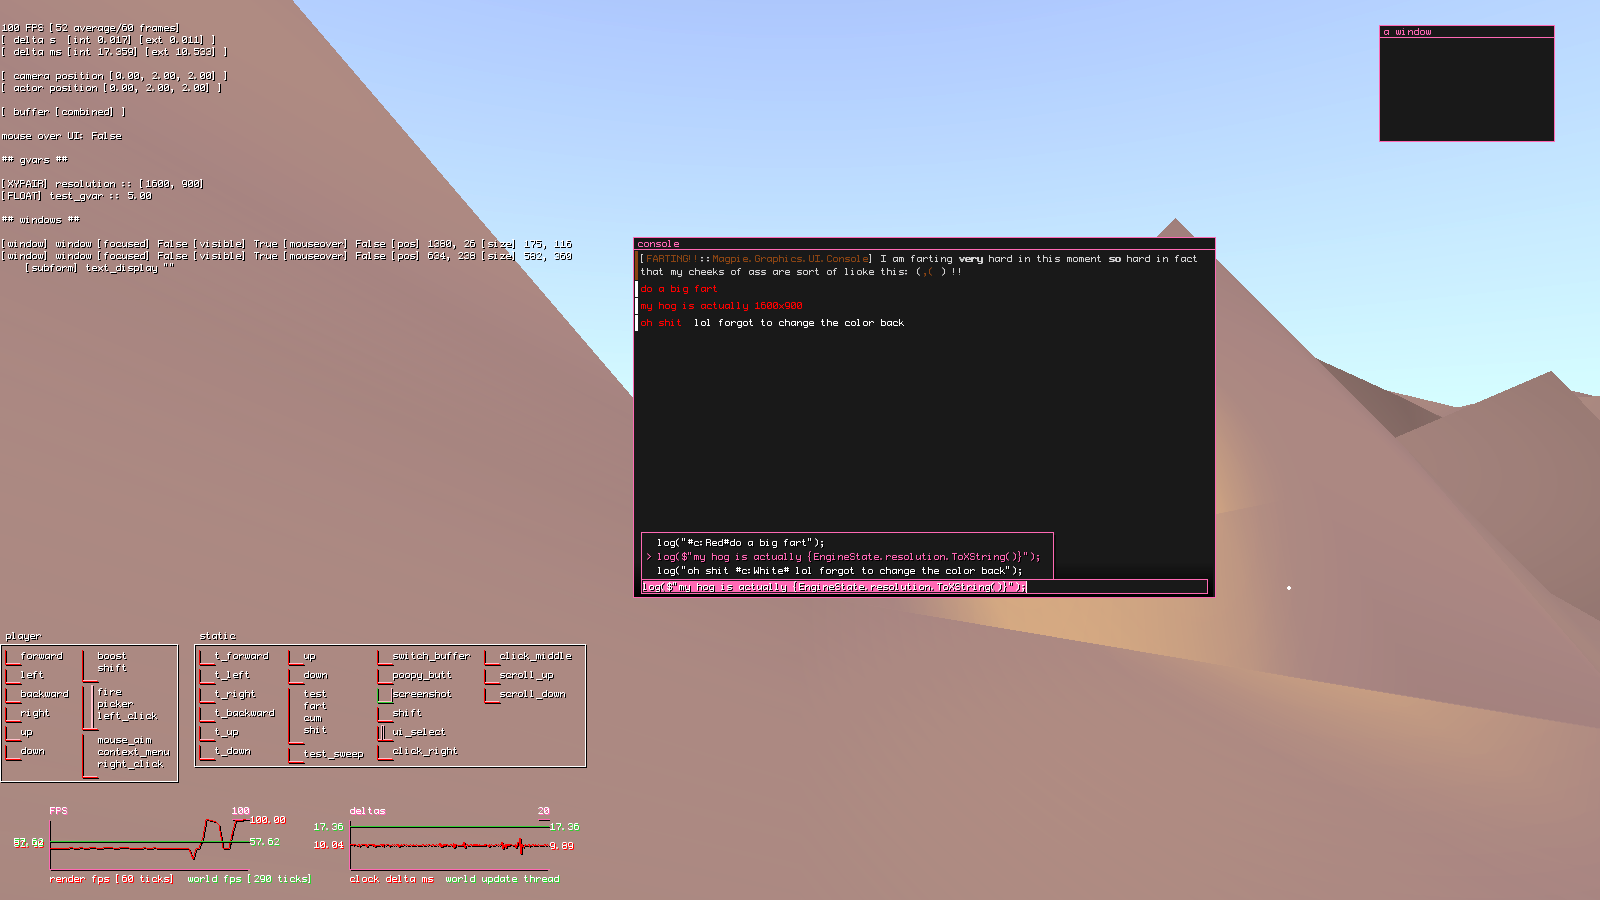 100 FPS [52 average/60 frames]
[ delta s  [int 0.017] [ext 0.011] ]
[ delta ms [int 17.359] [ext 10.533] ]
[ camera position [0.00, 2.00, 2.00] ]
[ actor position [0.00, 2.00, 2.00] ]
[ buffer [combined] ]
mouse over UI: False
## gvars ##
[XYPAIR] resolution :: [1600, 900]
[FLOAT] test_gvar :: 5.00
## windows ##
[window] window [focused] False [visible] True [mouseover] False [pos] 1380, 26 [size] 175, 116
[window] window [focused] False [visible] True [mouseover] False [pos] 634, 238 [size] 582, 360
[subform] text_display ""
a window
console
[FARTING!!::Magpie.Graphics.UI.Console] I am farting very hard in this moment so hard in fact
that my cheeks of ass are sort of lioke this: (,( ) !!
do a big fart
my hog is actually 1600x900
oh shit  lol forgot to change the color back
log("#c:Red#do a big fart");
> log($"my hog is actually {EngineState.resolution.ToXString()}");
log("oh shit #c:White# lol forgot to change the color back");
log($"my hog is actually {EngineState.resolution.ToXString()}");
player
forward
left
backward
right
up
down
boost
shift
fire
picker
left_click
mouse_aim
context_menu
right_click
static
t_forward
t_left
t_right
t_backward
t_up
t_down
up
down
test
fart
cum
shit
test_sweep
switch_buffer
poopy_butt
screenshot
shift
ui_select
click_right
click_middle
scroll_up
scroll_down
FPS
100
100.00
57.62
render fps [60 ticks]
world fps [290 ticks]
deltas
20
17.36
17.36
10.04
9.89
clock delta ms
world update thread